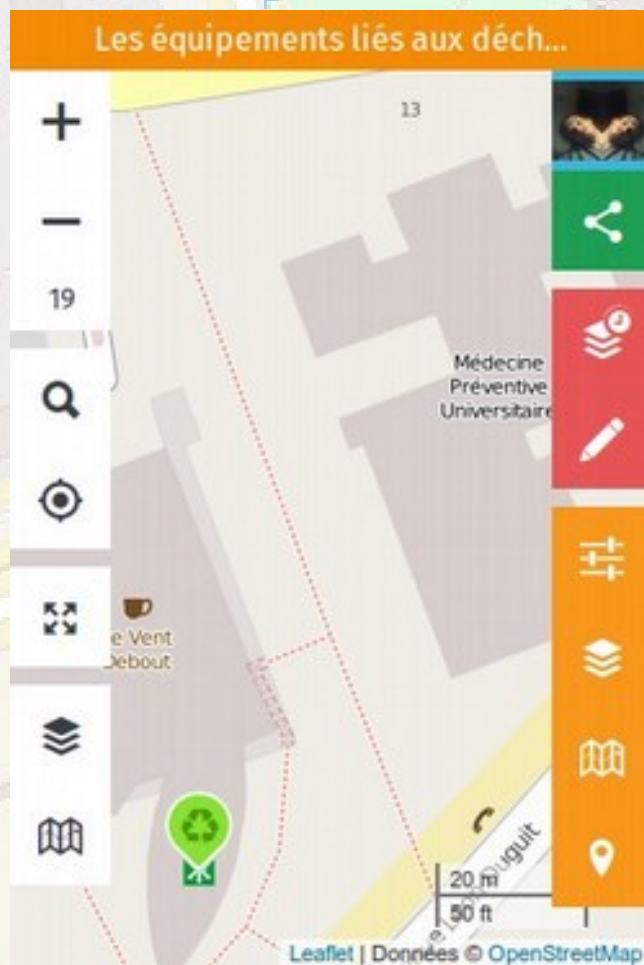 Les équipements liés aux déch...
13
19
Médecine
Préventive
Universitaire
Vent
Debout
20 m
50 ft
Leaflet | Données © OpenStreetMap